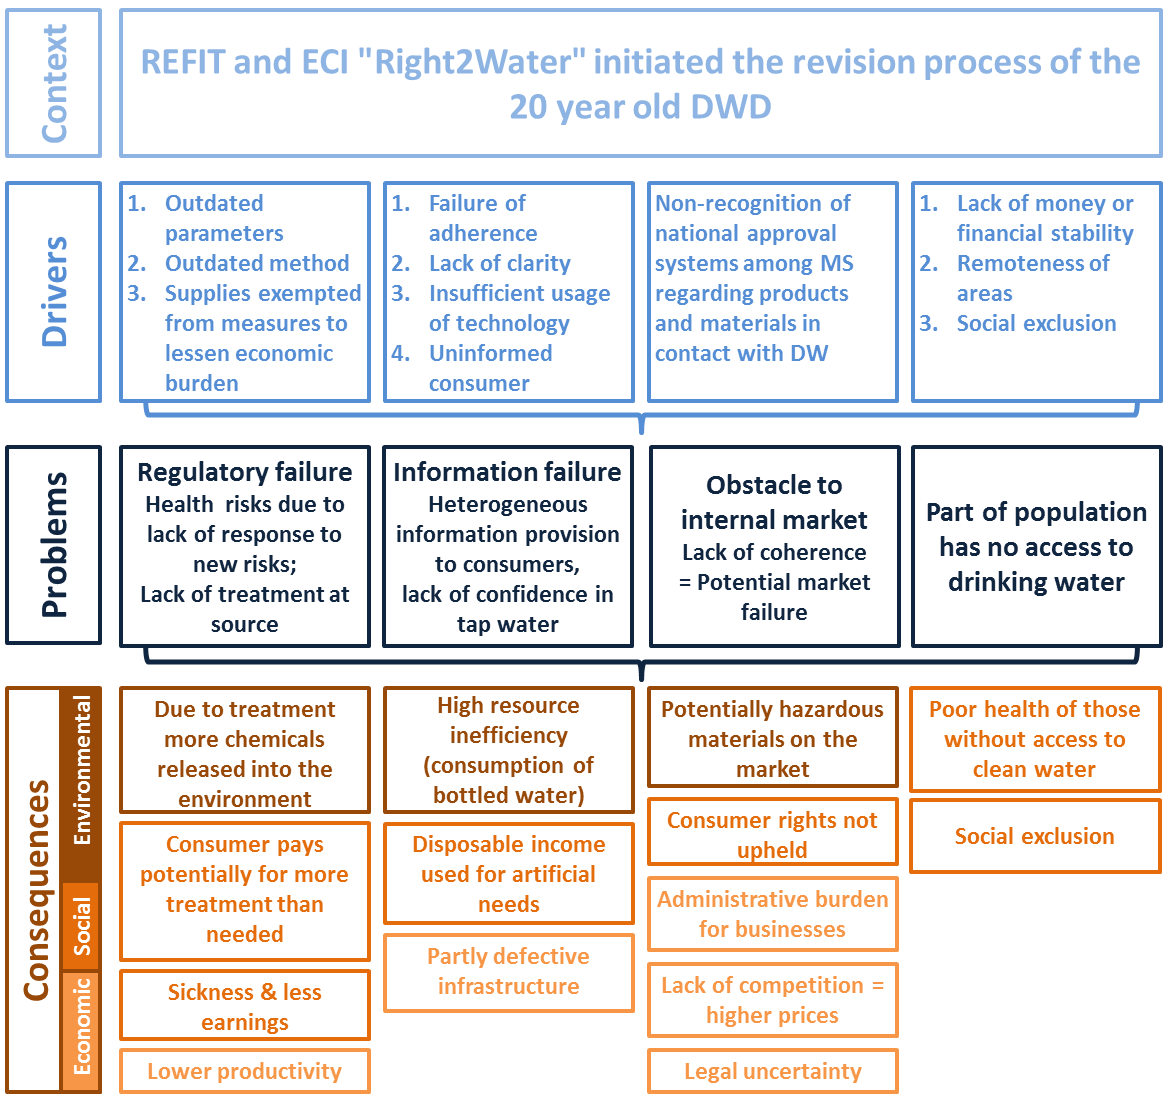 Context
REFIT and ECI "Right2Water" initiated the revision process of the
20 year old DWD
Drivers
1. Outdated
parameters
2. Outdated method
3. Supplies exempted
from measures to
lessen economic
burden
1. Failure of
adherence
2. Lack of clarity
3. Insufficient usage
of technology
4. Uninformed
consumer
Non-recognition of
national approval
systems among MS
regarding products
and materials in
contact with DW
1. Lack of money or
financial stability
2. Remoteness of
areas
3. Social exclusion
Problems
Regulatory failure
Health risks due to
lack of response to
new risks;
Lack of treatment at
source
Information failure
Heterogeneous
information provision
to consumers,
lack of confidence in
tap water
Obstacle to
internal market
Lack of coherence
= Potential market
failure
Part of population
has no access to
drinking water
Consequences
Environmental
Social
Economic
Due to treatment
more chemicals
released into the
environment
Consumer pays
potentially for more
treatment than
needed
Sickness & less
earnings
Lower productivity
High resource
inefficiency
(consumption of
bottled water)
Disposable income
used for artificial
needs
Partly defective
infrastructure
Potentially hazardous
materials on the
market
Consumer rights not
upheld
Administrative burden
for businesses
Lack of competition =
higher prices
Legal uncertainty
Poor health of those
without access to
clean water
Social exclusion